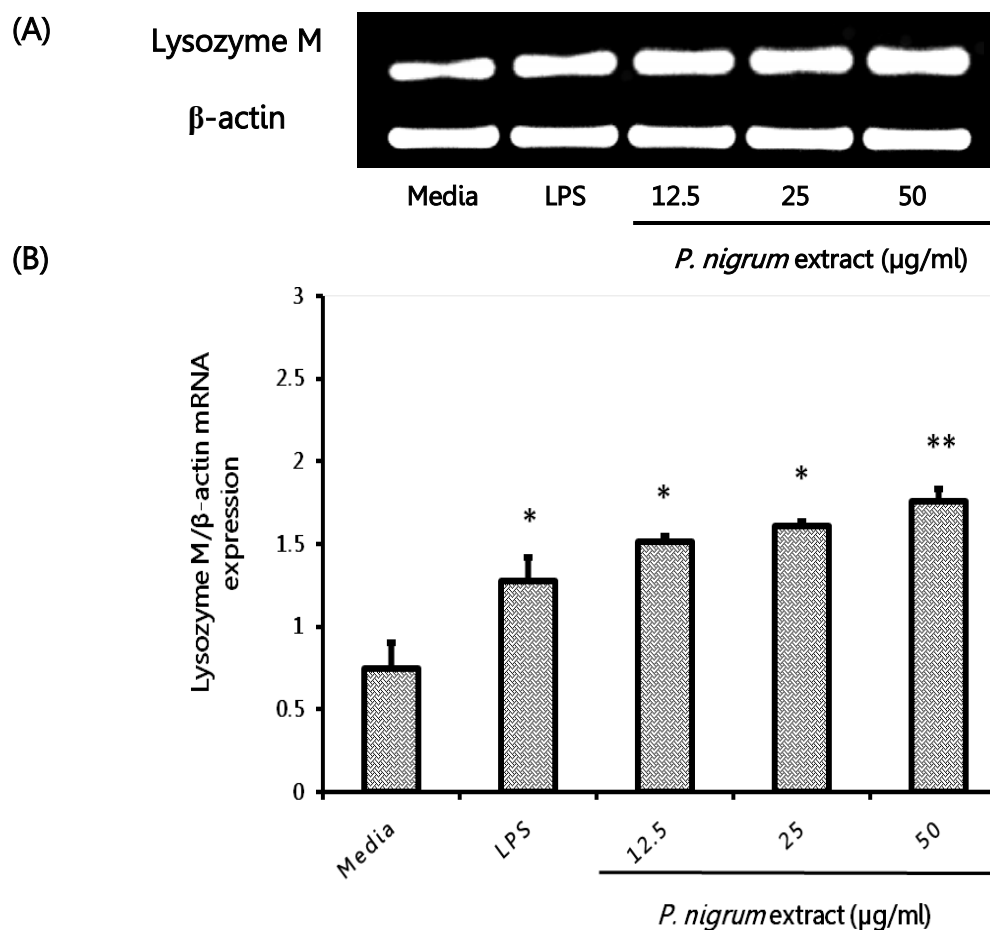 (A)
Lysozyme M
β-actin
Media LPS 12.5 25 50
P. nigrum extract (µg/ml)
(B)
Lysozyme M/β-actin mRNA
expression
3
2.5
2
1.5
1
0.5
0
* * * **
Media LPS 12.5 25 50
P. nigrum extract (µg/ml)